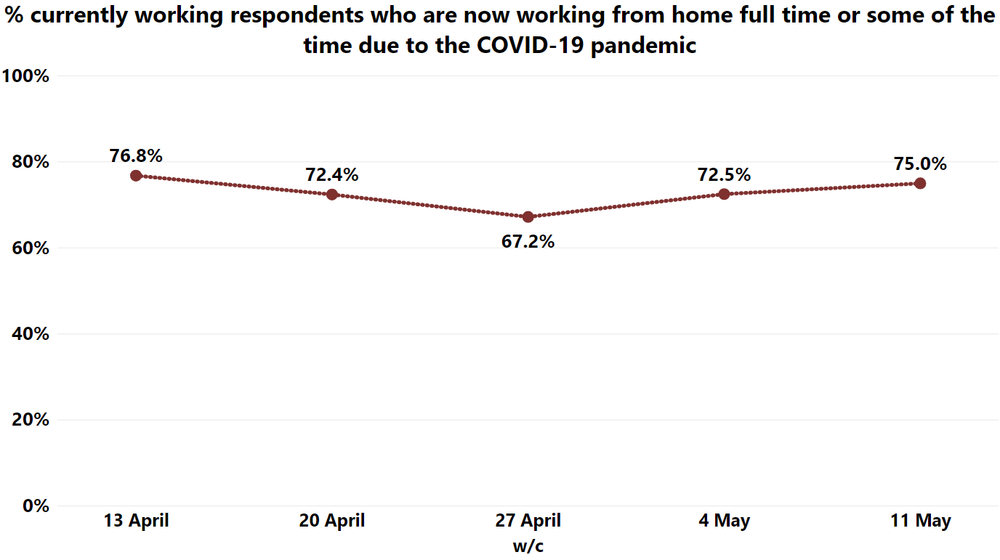 % currently working respondents who are now working from home full time or some of the
time due to the COVID-19 pandemic
100%
80%
60%
40%
20%
0%
76.8%
72.4%
67.2%
72.5%
75.0%
13 April
20 April
27 April
4 May
11 May
w/c